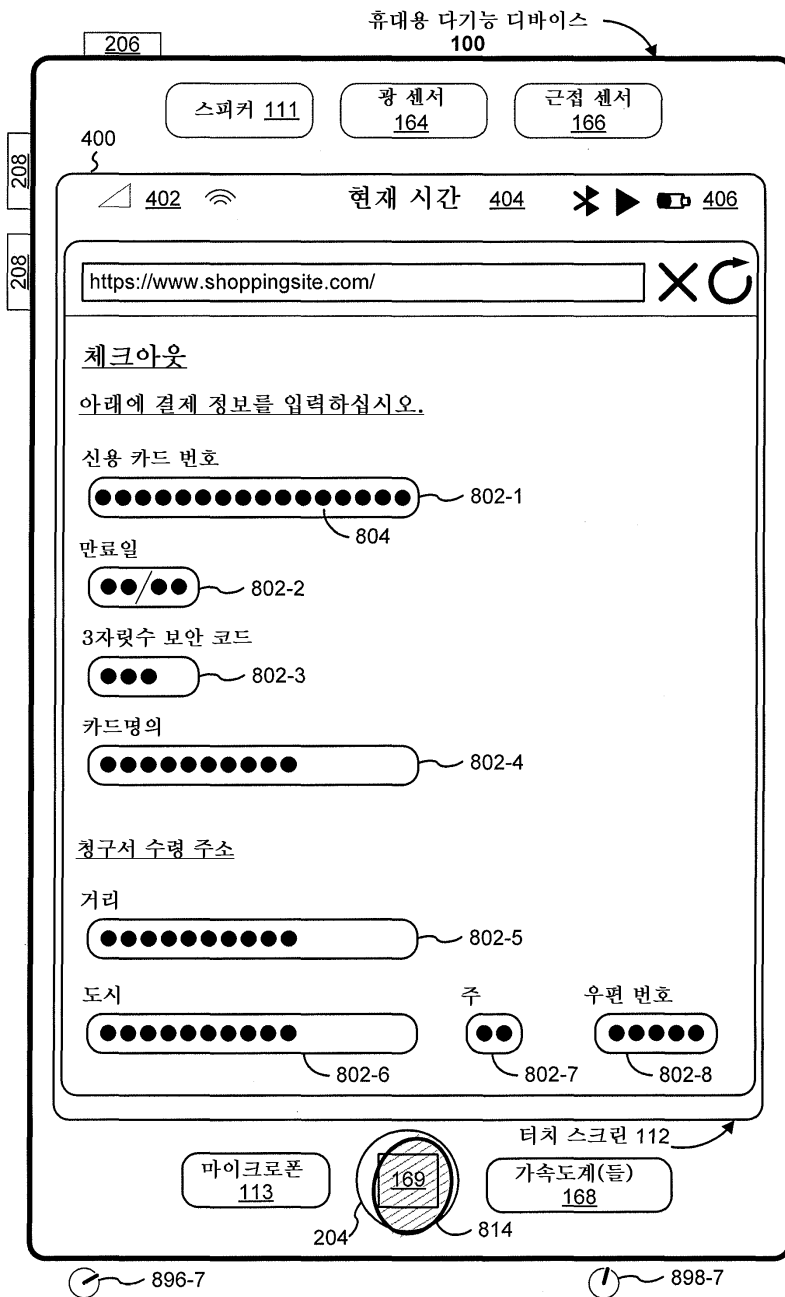 휴대용 다기능 디바이스
100
206
스피커 111
광 센서
164
근접 센서
166
208
208
400
402
현재 시간 404
406
https://www.shoppingsite.com/
체크아웃
아래에 결제 정보를 입력하십시오.
신용 카드 번호
802-1
804
만료일
802-2
3자릿수 보안 코드
802-3
카드명의
802-4
청구서 수령 주소
거리
802-5
도시
주
우편 번호
802-6
802-7
802-8
터치 스크린 112
마이크로폰
113
169
가속도계(들)
168
204
814
896-7
898-7